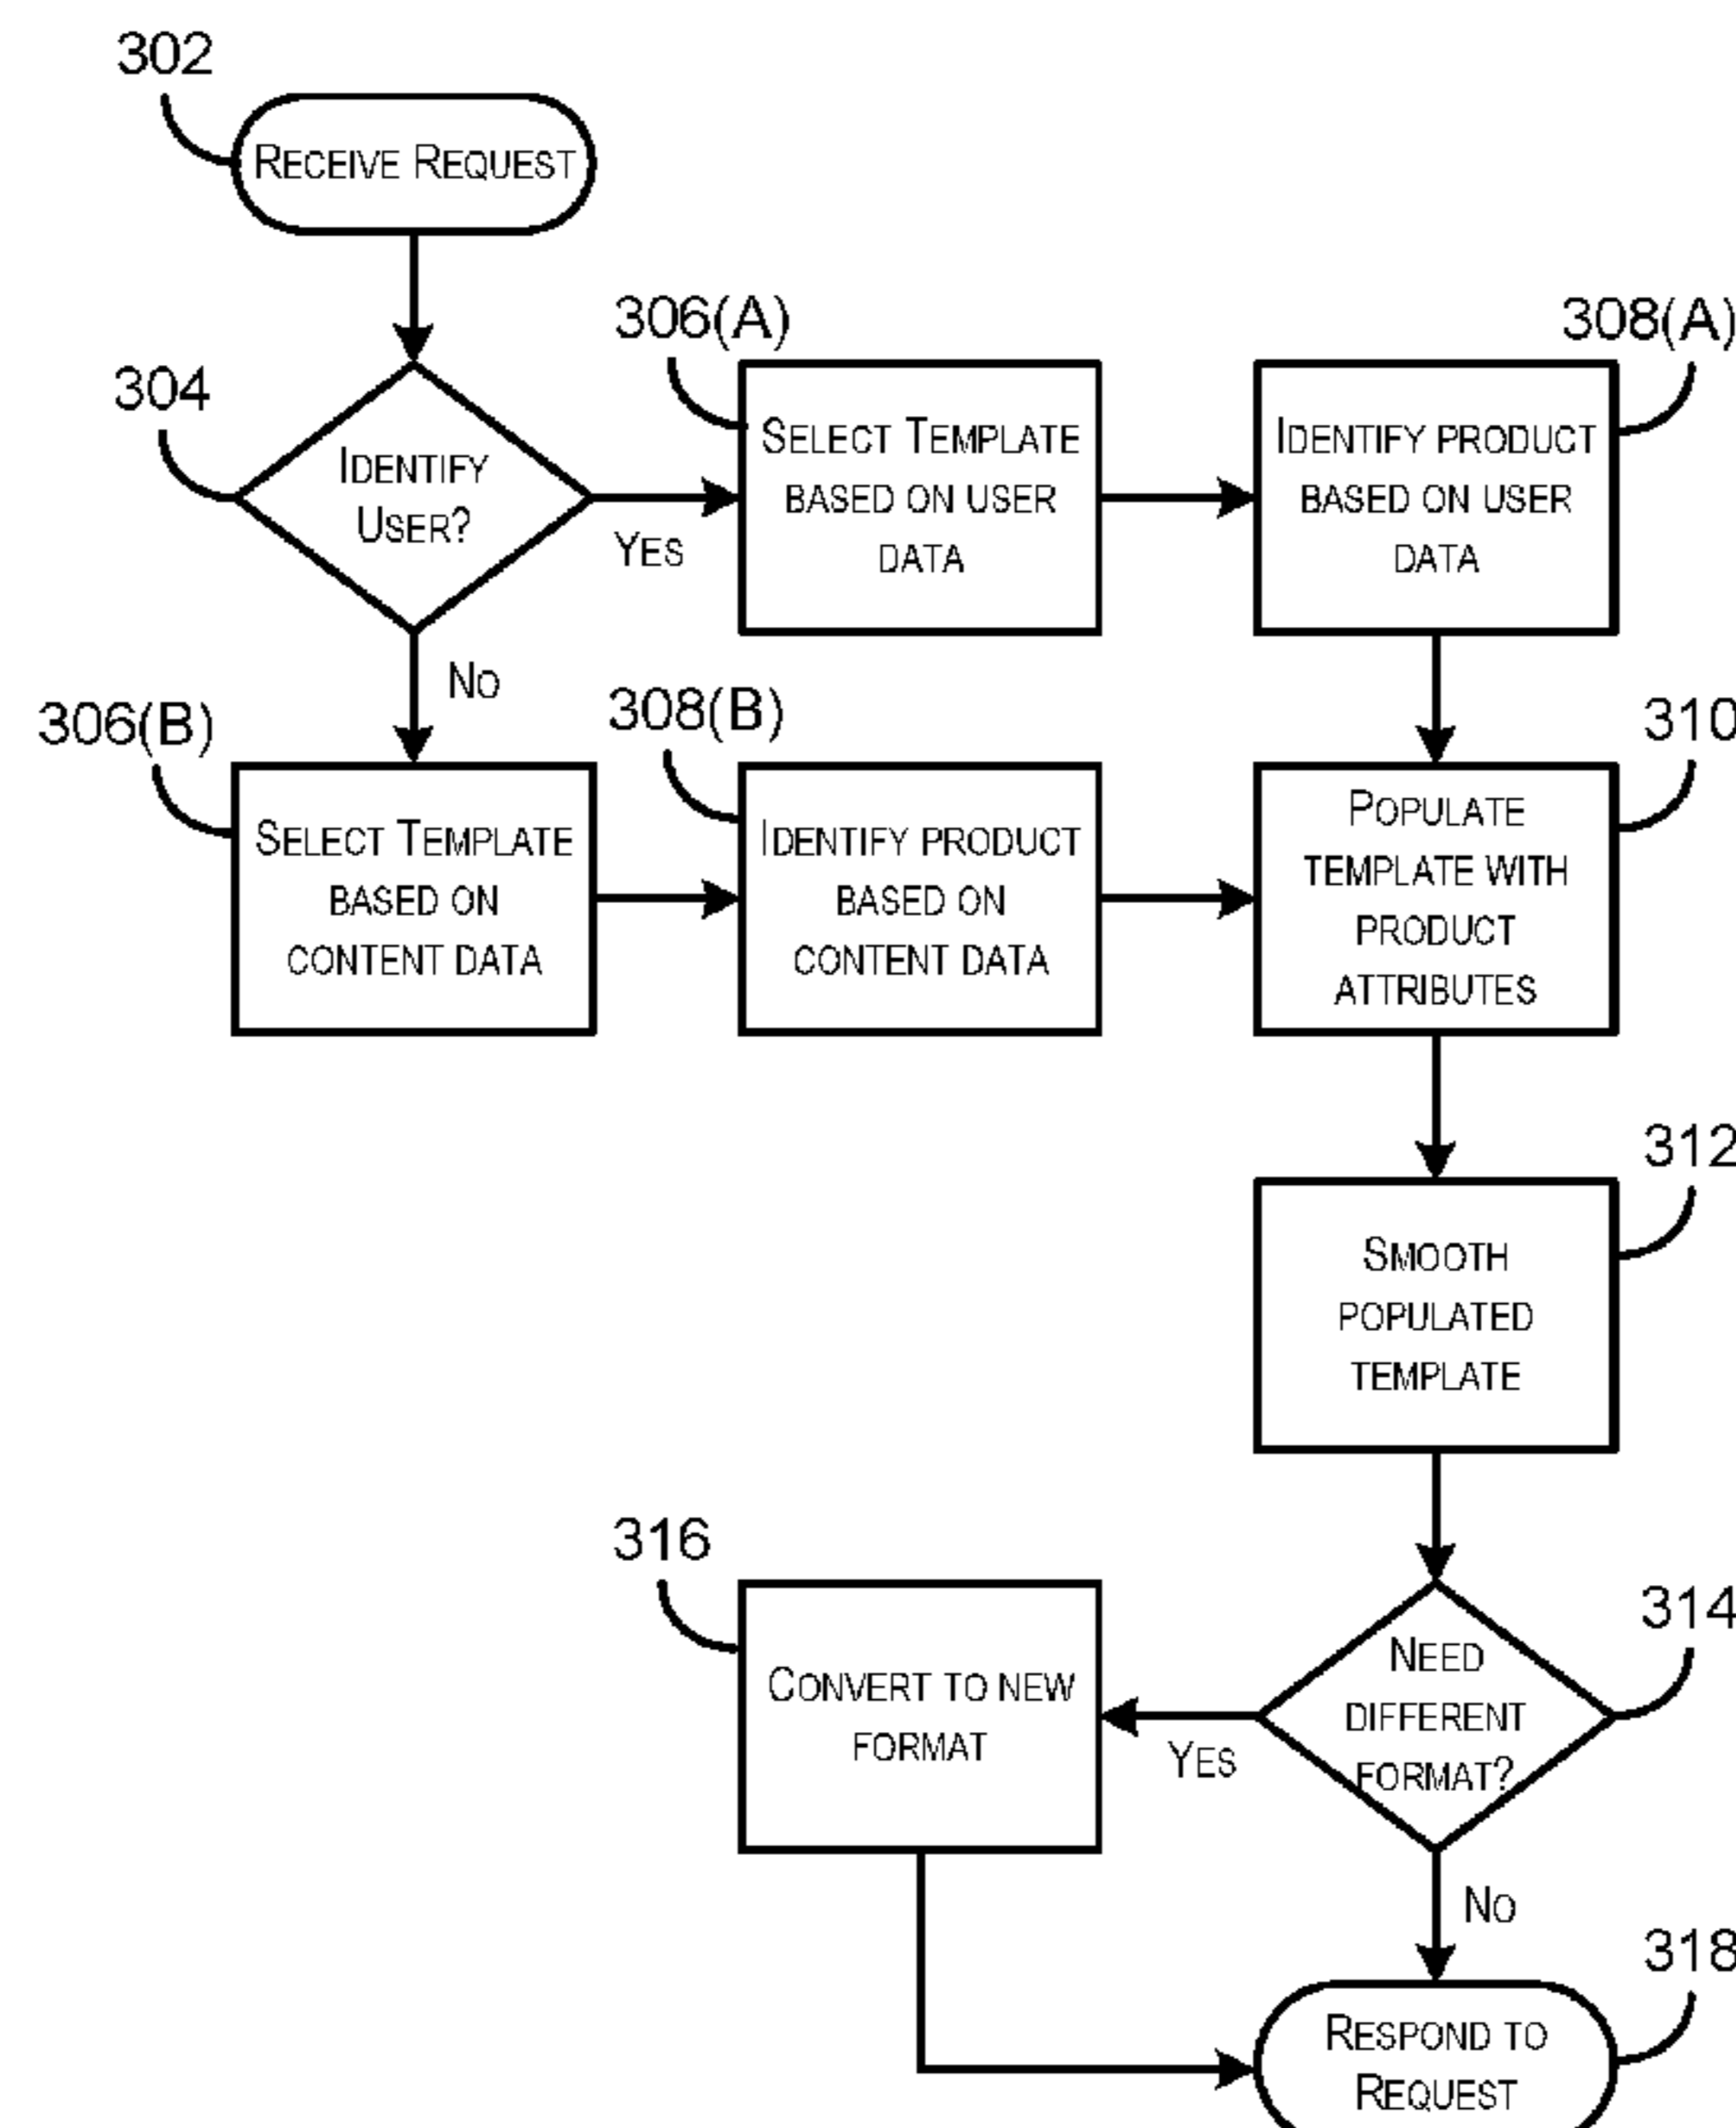 302
RECEIVE REQUEST
304
IDENTIFY
USER?
YES
NO
306(A)
SELECT TEMPLATE
BASED ON USER
DATA
308(A)
IDENTIFY PRODUCT
BASED ON USER
DATA
306(B)
SELECT TEMPLATE
BASED ON
CONTENT DATA
308(B)
IDENTIFY PRODUCT
BASED ON
CONTENT DATA
310
POPULATE
TEMPLATE WITH
PRODUCT
ATTRIBUTES
312
SMOOTH
POPULATED
TEMPLATE
314
NEED
DIFFERENT
FORMAT?
YES
NO
316
CONVERT TO NEW
FORMAT
318
RESPOND TO
REQUEST